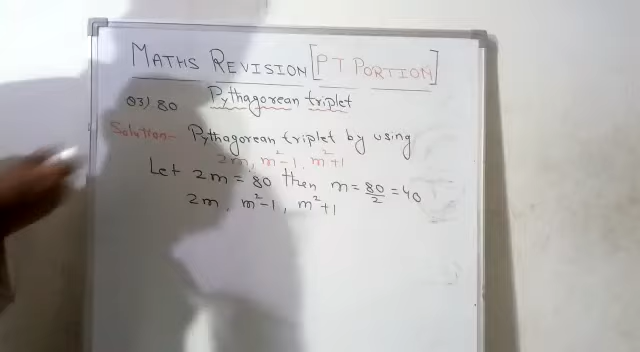 MATHS REVISION [PT PORTION]
Pythagorean triplet
Q3) 80
Solution- Pythagorean triplet by using
2m, m²-1, m²+1
Let 2m = 80 then m = 80/2 = 40
2m, m²-1, m²+1